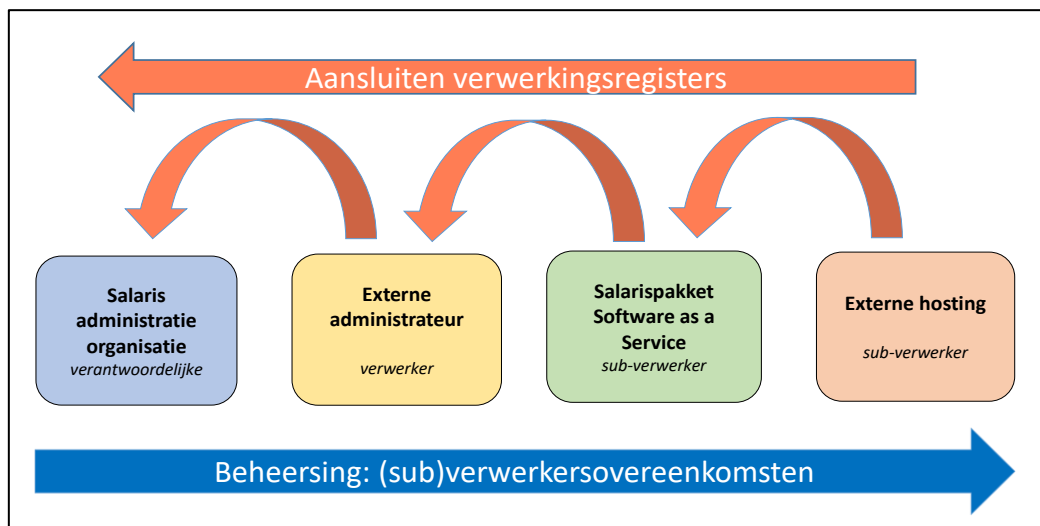 Aansluiten verwerkingsregisters
Salaris
administratie
organisatie
verantwoordelijke
Externe
administrateur
verwerker
Salarispakket
Software as a
Service
sub-verwerker
Externe hosting
sub-verwerker
Beheersing: (sub)verwerkersovereenkomsten